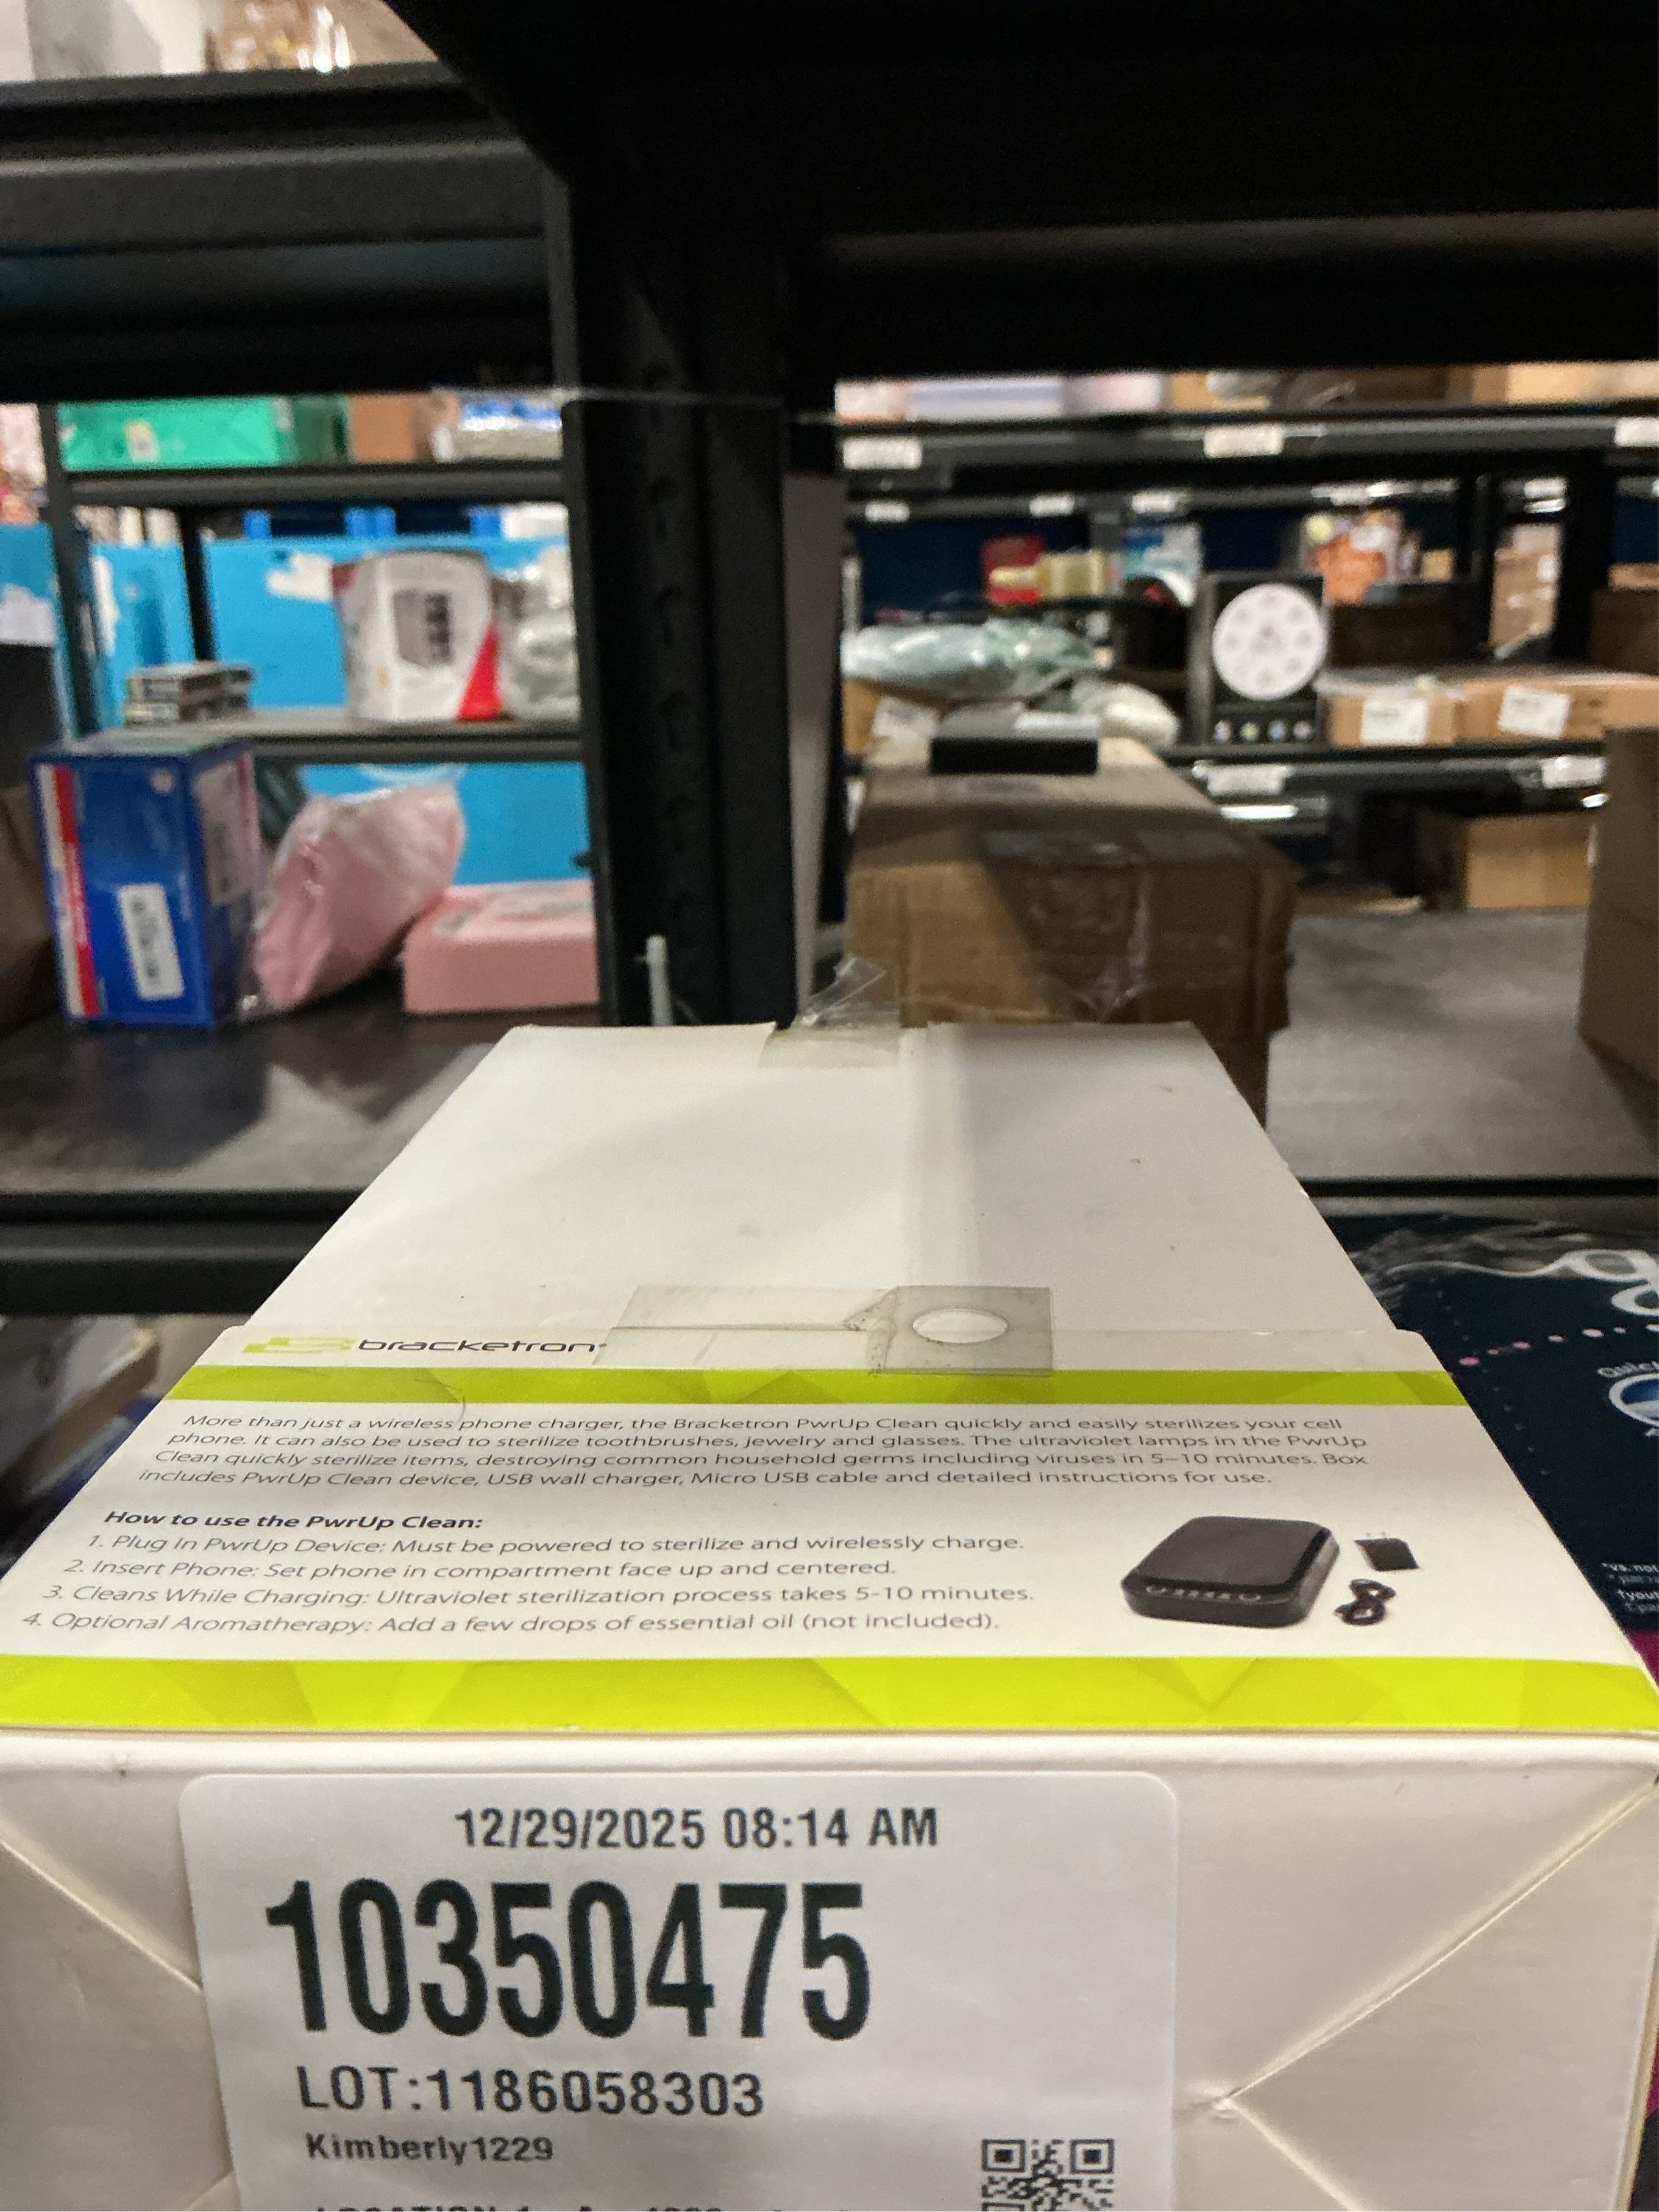 bracketron
More than just a wireless phone charger, the Bracketron PwrUp Clean quickly and easily sterilizes your cell
phone. It can also be used to sterilize toothbrushes, jewelry and glasses. The ultraviolet lamps in the PwrUp
Clean quickly sterilize items, destroying common household germs including viruses in 5–10 minutes. Box
includes PwrUp Clean device, USB wall charger, Micro USB cable and detailed instructions for use.
How to use the PwrUp Clean:
1. Plug In PwrUp Device: Must be powered to sterilize and wirelessly charge.
2. Insert Phone: Set phone in compartment face up and centered.
3. Cleans While Charging: Ultraviolet sterilization process takes 5-10 minutes.
4. Optional Aromatherapy: Add a few drops of essential oil (not included).
12/29/2025 08:14 AM
10350475
LOT:1186058303
Kimberly1229